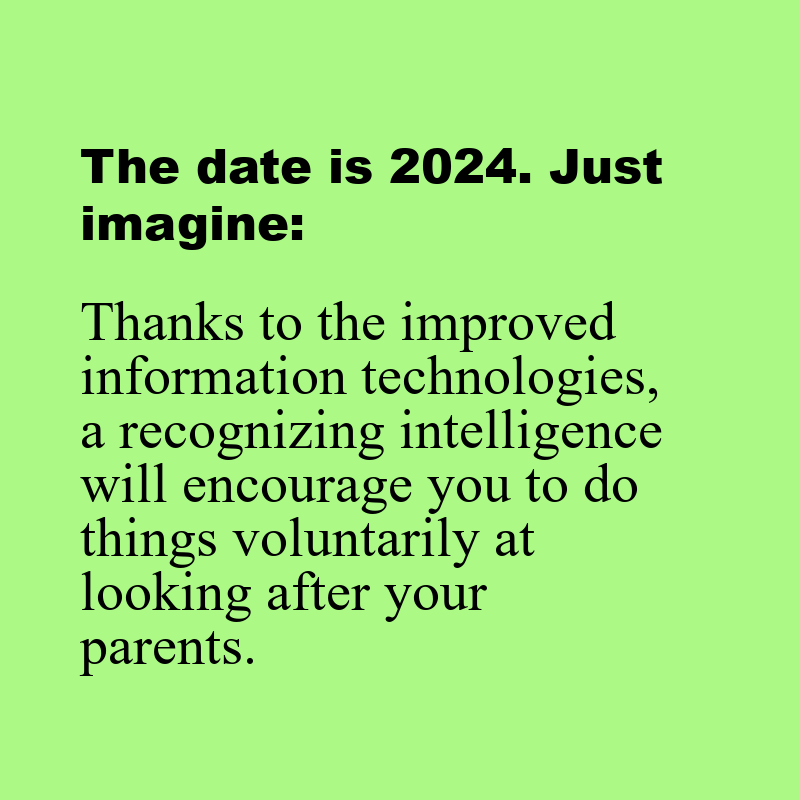 The date is 2024. Just
imagine:
Thanks to the improved
information technologies,
a recognizing intelligence
will encourage you to do
things voluntarily at
looking after your
parents.